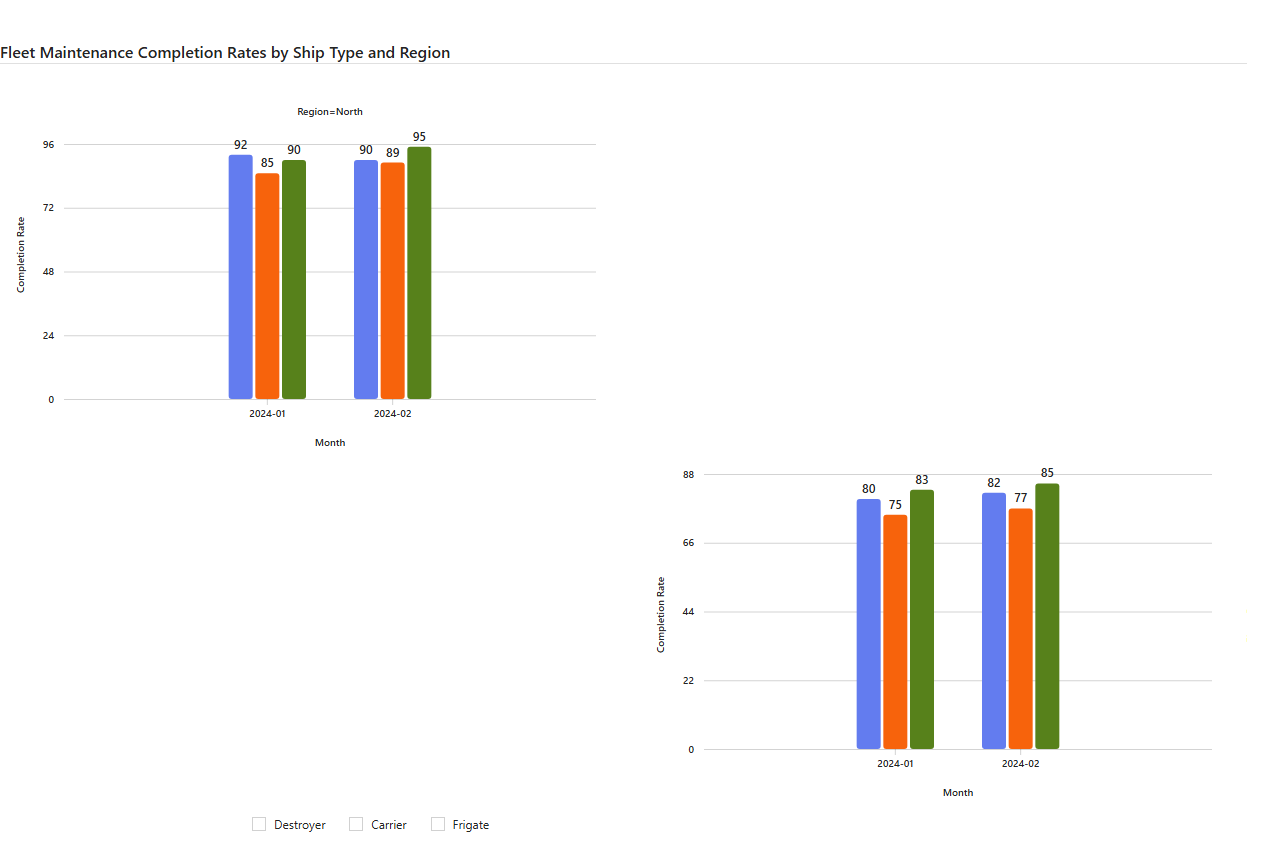 Fleet Maintenance Completion Rates by Ship Type and Region
Region=North
96
72
48
24
0
Completion Rate
92
85
90
90
89
95
2024-01
2024-02
Month
88
66
44
22
0
Completion Rate
80
75
83
82
77
85
2024-01
2024-02
Month
Destroyer
Carrier
Frigate